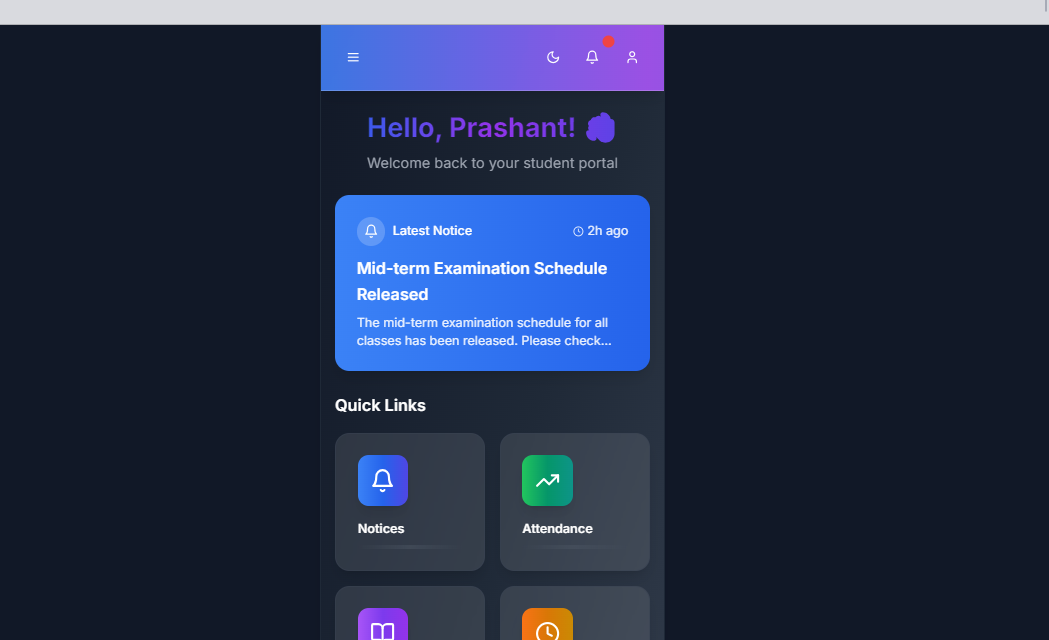 Hello, Prashant!
Welcome back to your student portal
Latest Notice 2h ago
Mid-term Examination Schedule
Released
The mid-term examination schedule for all
classes has been released. Please check...
Quick Links
Notices Attendance